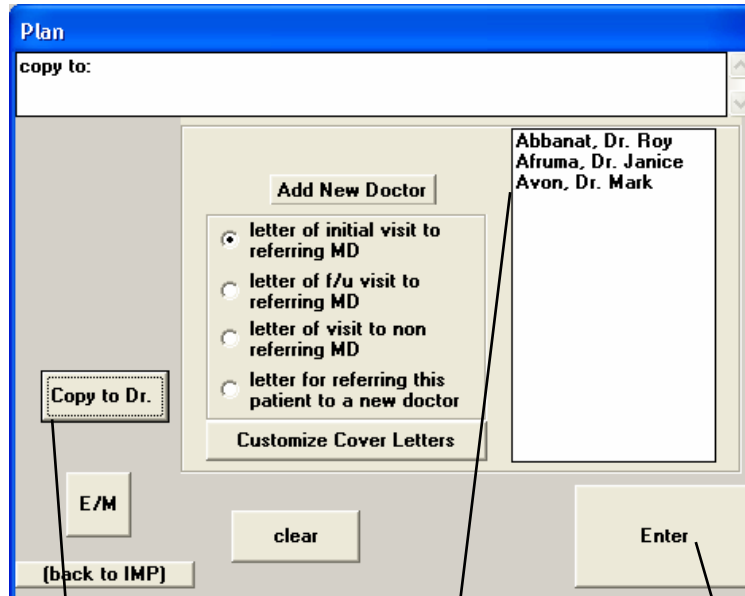 Plan
copy to:
Add New Doctor
letter of initial visit to
referring MD
letter of f/u visit to
referring MD
letter of visit to non
referring MD
letter for referring this
patient to a new doctor
Customize Cover Letters
Abbanat, Dr. Roy
Afruma, Dr. Janice
Avon, Dr. Mark
Copy to Dr.
E/M
clear
Enter
(back to IMP)